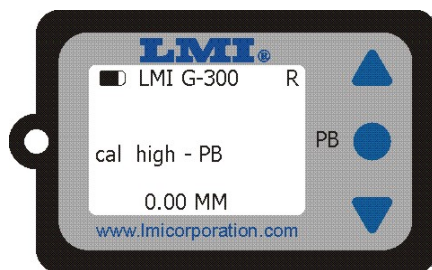 LMI®
LMI G-300 R
cal high - PB
PB
0.00 MM
www.lmicorporation.com